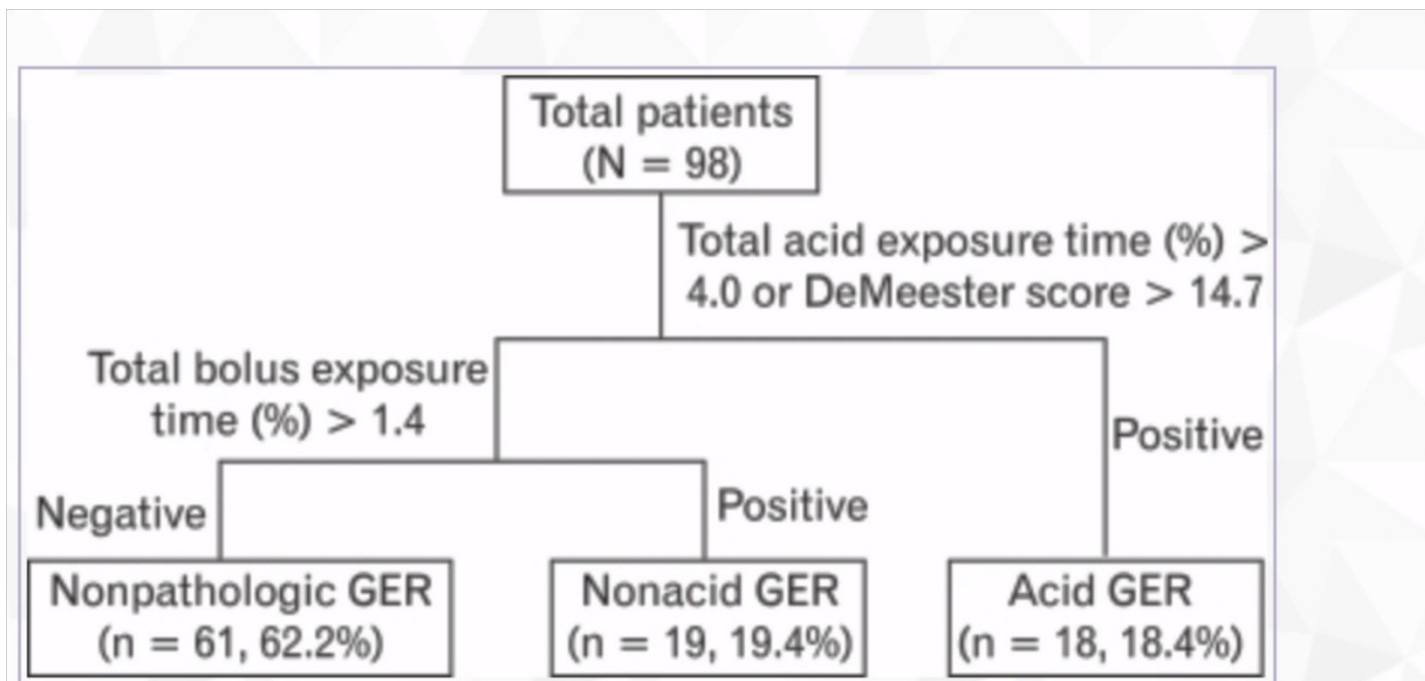 Total patients
(N = 98)
Total acid exposure time (%) >
4.0 or DeMeester score > 14.7
Total bolus exposure
time (%) > 1.4
Positive
Negative
Positive
Nonpathologic GER
(n = 61, 62.2%)
Nonacid GER
(n = 19, 19.4%)
Acid GER
(n = 18, 18.4%)